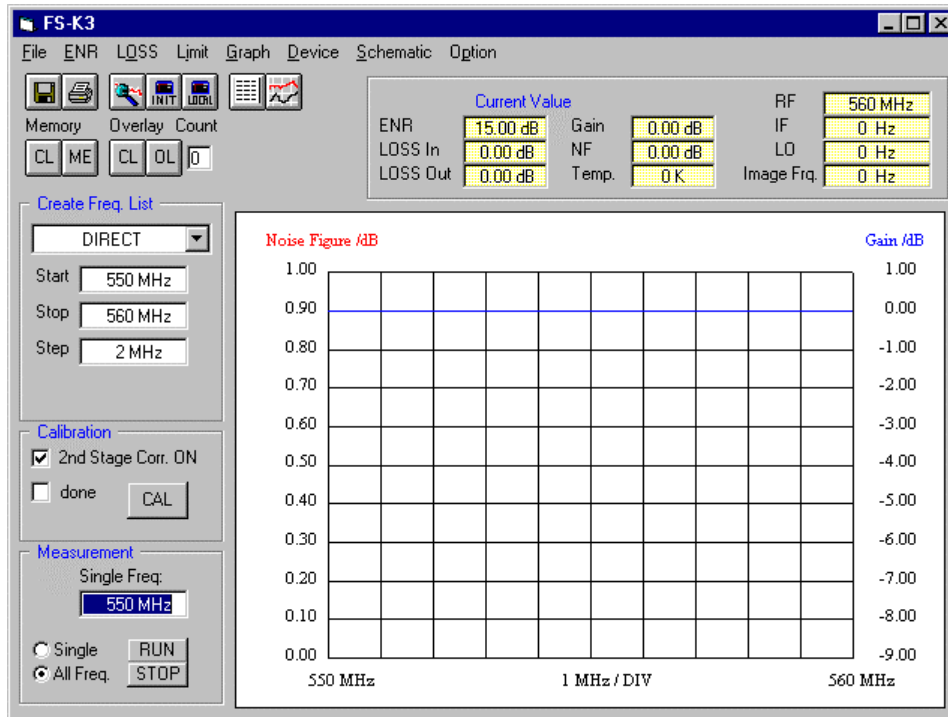 FS-K3
File ENR LOSS Limit Graph Device Schematic Option
INIT LOCAL
Memory Overlay Count
CL ME CL OL 0
Current Value
ENR 15.00 dB Gain 0.00 dB RF 560 MHz
LOSS In 0.00 dB NF 0.00 dB IF 0 Hz
LOSS Out 0.00 dB Temp. 0 K LO 0 Hz
Image Frq. 0 Hz
Create Freq. List
DIRECT
Start 550 MHz
Stop 560 MHz
Step 2 MHz
Calibration
2nd Stage Corr. ON
done CAL
Measurement
Single Freq:
550 MHz
Single RUN
All Freq. STOP
Noise Figure /dB Gain /dB
1.00 1.00
0.90 0.00
0.80 -1.00
0.70 -2.00
0.60 -3.00
0.50 -4.00
0.40 -5.00
0.30 -6.00
0.20 -7.00
0.10 -8.00
0.00 -9.00
550 MHz 1 MHz / DIV 560 MHz